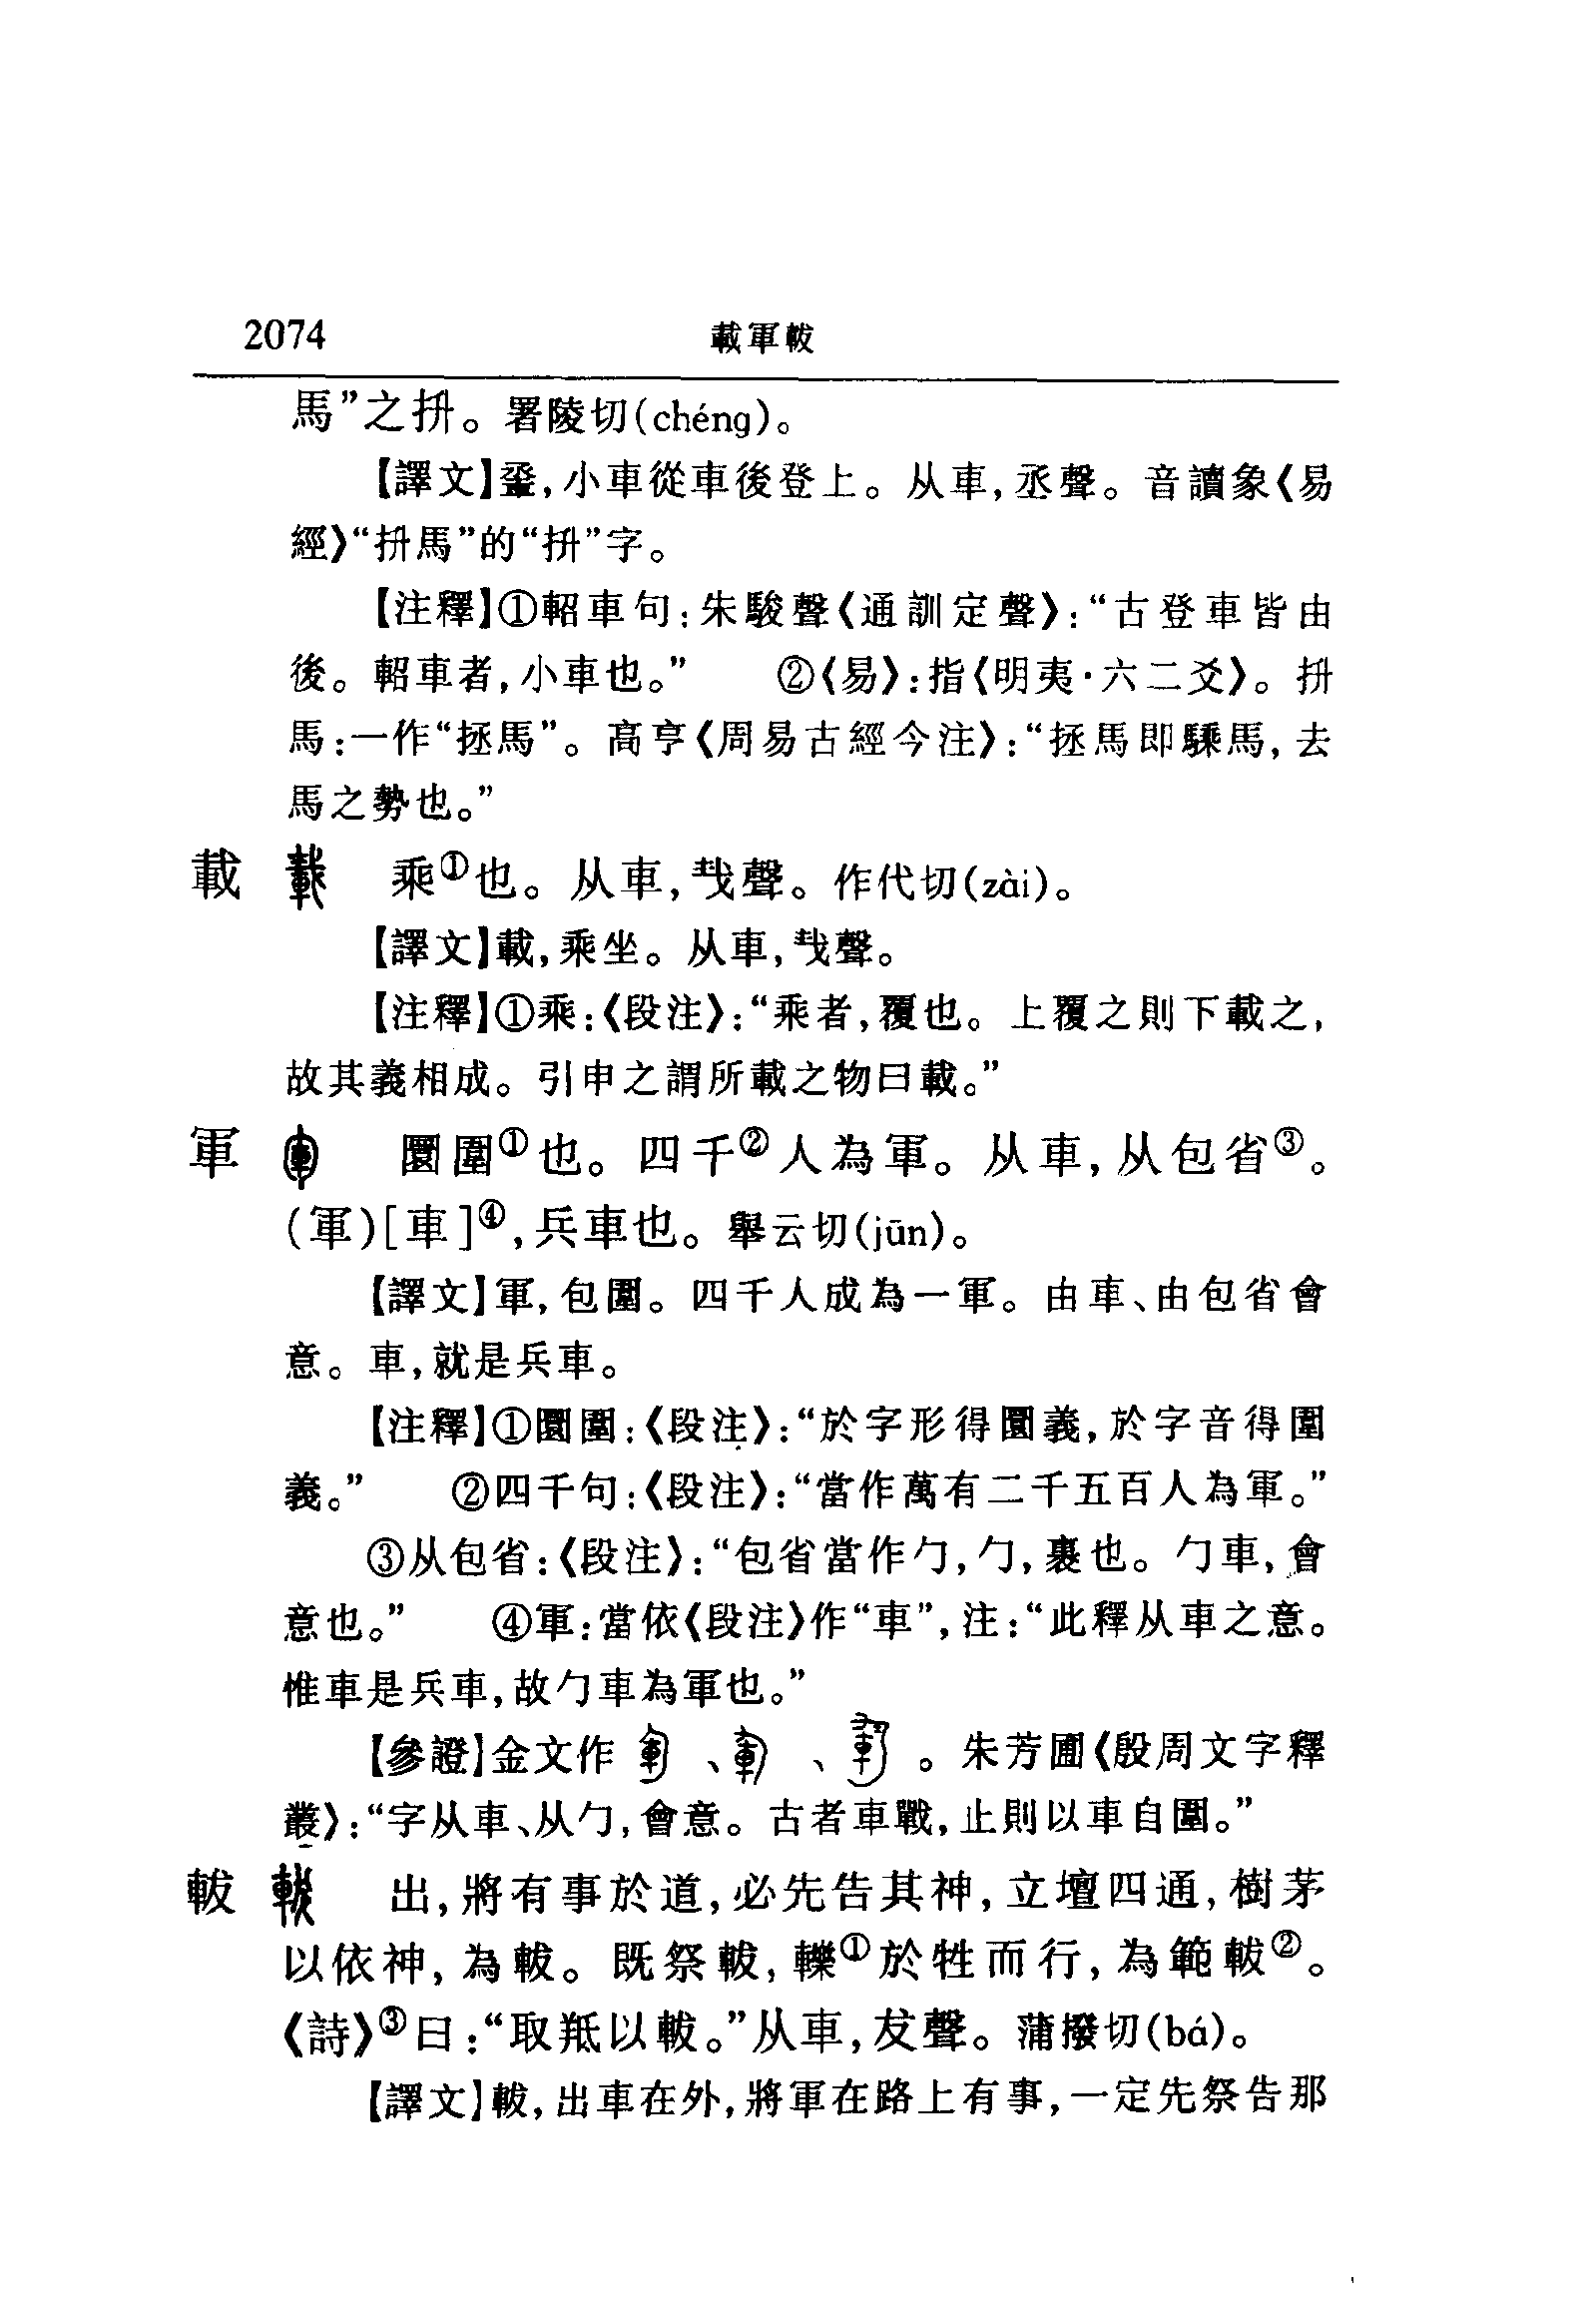 2074 載軍軷
馬”之抍。署陵切(chéng)。
【譯文】,小車從車後登上。从車,丞聲。音讀象《易
經》“抍馬”的“抍”字。
【注釋】①軺車句:朱駿聲《通訓定聲》:“古登車皆由
後。軺車者,小車也。” ②《易》:指《明夷·六二爻》。抍
馬:一作“拯馬”。高亨《周易古經今注》:“拯馬即騬馬,去
馬之勢也。”
載 乘①也。从車,𢦏聲。作代切(zài)。
【譯文】載,乘坐。从車,𢦏聲。
【注釋】①乘:《段注》:“乘者,覆也。上覆之則下載之,
故其義相成。引申之謂所載之物曰載。”
軍 圜圍①也。四千②人為軍。从車,从包省③。
(軍)[車]④,兵車也。舉云切(jūn)。
【譯文】軍,包圍。四千人成為一軍。由車、由包省會
意。車,就是兵車。
【注釋】①圜圍:《段注》:“於字形得圜義,於字音得圍
義。” ②四千句:《段注》:“當作萬有二千五百人為軍。”
③从包省:《段注》:“包省當作勹,勹,裹也。勹車,會
意也。” ④軍:當依《段注》作“車”,注:“此釋从車之意。
惟車是兵車,故勹車為軍也。”
【參證】金文作 、 、 。朱芳圃《殷周文字釋
叢》:“字从車、从勹,會意。古者車戰,止則以車自圍。”
軷 出,將有事於道,必先告其神,立壇四通,樹茅
以依神,為軷。既祭軷,轢①於牲而行,為範軷②。
《詩》③曰:“取羝以軷。”从車,犮聲。蒲撥切(bá)。
【譯文】軷,出車在外,將軍在路上有事,一定先祭告那